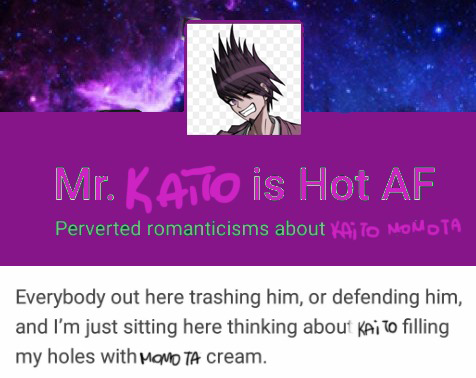 Mr. KAITO is Hot AF
Perverted romanticisms about KAITO MOMOTA
Everybody out here trashing him, or defending him,
and I'm just sitting here thinking about KAITO filling
my holes with MOMOTA cream.